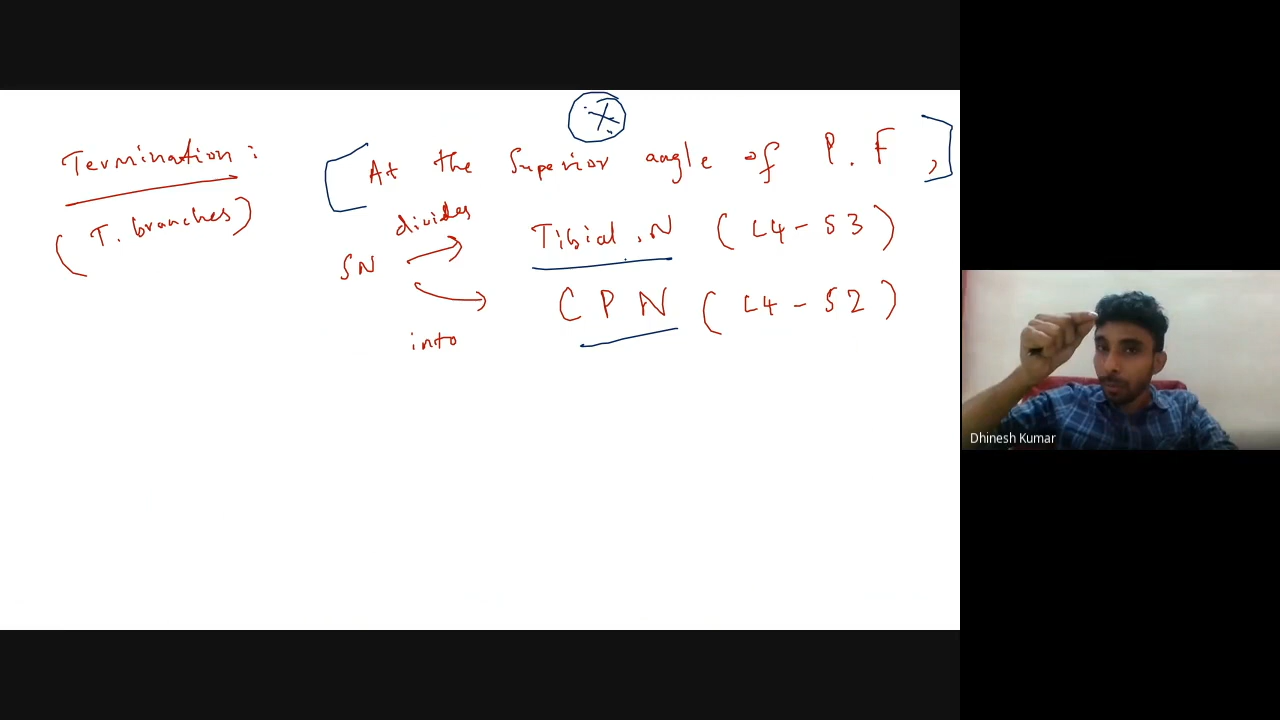 Termination:
(T. branches)
At the Superior angle of P.F,
divides
SN
into
Tibial.N (L4-S3)
CPN (L4-S2)
Dhinesh Kumar